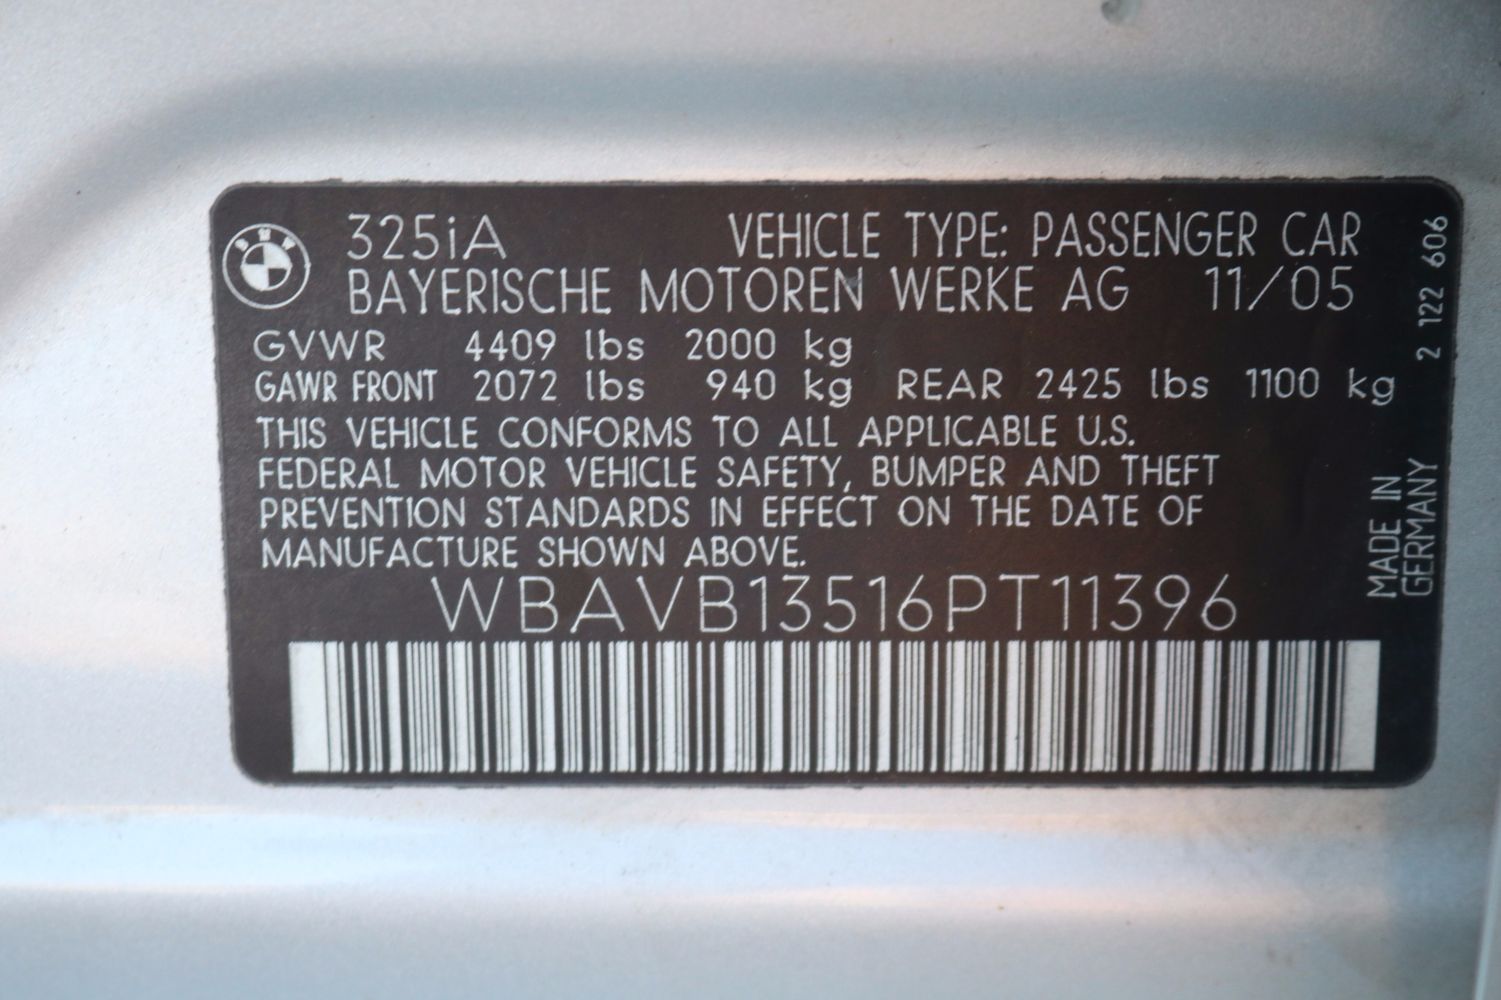 BMW
325iA VEHICLE TYPE: PASSENGER CAR
BAYERISCHE MOTOREN WERKE AG 11/05
GVWR 4409 lbs 2000 kg
GAWR FRONT 2072 lbs 940 kg REAR 2425 lbs 1100 kg
THIS VEHICLE CONFORMS TO ALL APPLICABLE U.S.
FEDERAL MOTOR VEHICLE SAFETY, BUMPER AND THEFT
PREVENTION STANDARDS IN EFFECT ON THE DATE OF
MANUFACTURE SHOWN ABOVE.
WBAVB13516PT11396
2 122 606
MADE IN
GERMANY